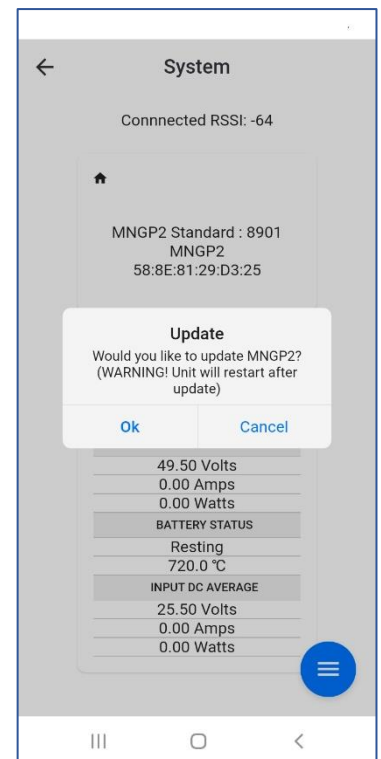 System
Connnected RSSI: -64
MNGP2 Standard : 8901
MNGP2
58:8E:81:29:D3:25
Update
Would you like to update MNGP2?
(WARNING! Unit will restart after
update)
Ok Cancel
49.50 Volts
0.00 Amps
0.00 Watts
BATTERY STATUS
Resting
720.0 °C
INPUT DC AVERAGE
25.50 Volts
0.00 Amps
0.00 Watts